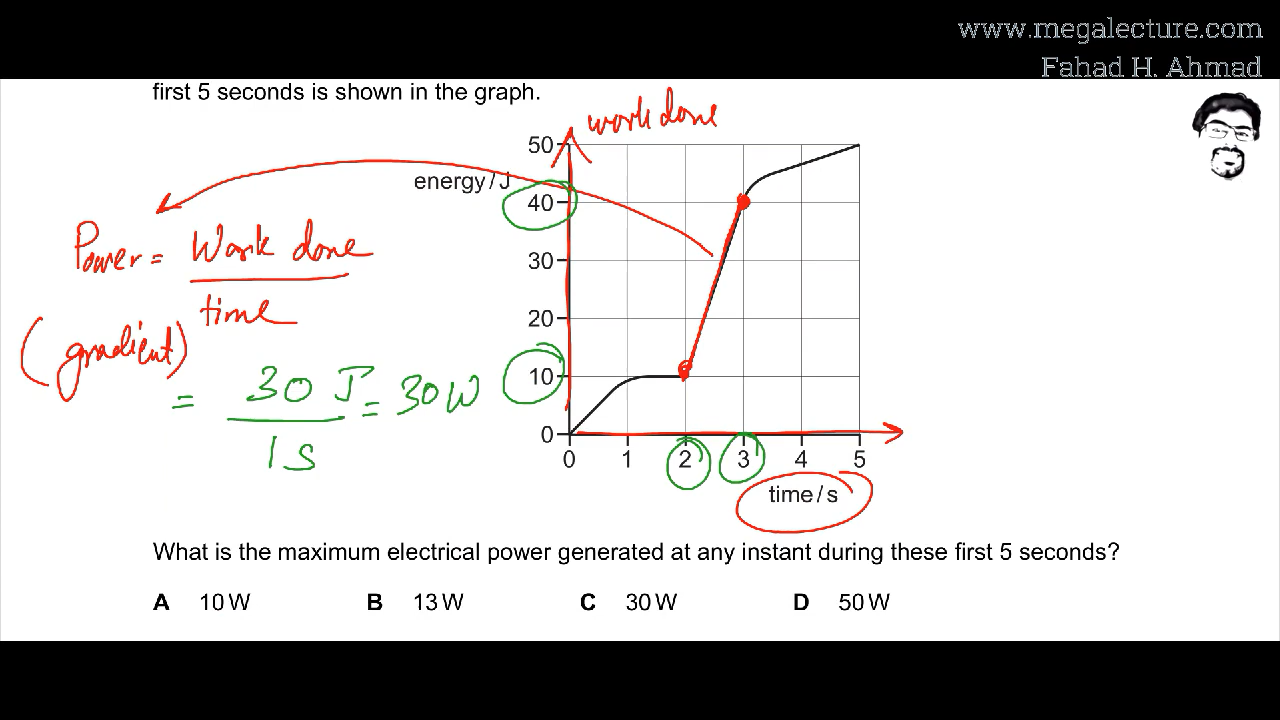 www.megalecture.com
Fahad H. Ahmad
first 5 seconds is shown in the graph.
work done
energy/J
50
40
30
20
10
0
0 1 2 3 4 5
time/s
Power = Work done
time
(gradient)
= 30 J = 30W
1s
What is the maximum electrical power generated at any instant during these first 5 seconds?
A 10 W B 13 W C 30 W D 50 W